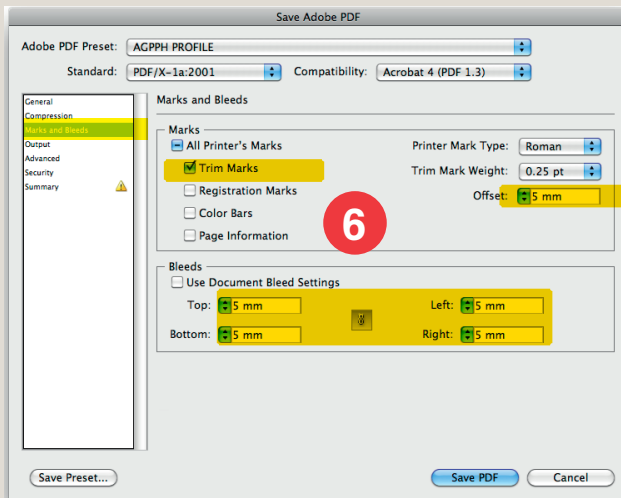 Save Adobe PDF
Adobe PDF Preset: AGPPH PROFILE
Standard: PDF/X-1a:2001 Compatibility: Acrobat 4 (PDF 1.3)
General
Compression
Marks and Bleeds
Output
Advanced
Security
Summary
Marks and Bleeds
Marks
All Printer's Marks Printer Mark Type: Roman
Trim Marks Trim Mark Weight: 0.25 pt
Registration Marks Offset: 5 mm
Color Bars
Page Information
6
Bleeds
Use Document Bleed Settings
Top: 5 mm Left: 5 mm
Bottom: 5 mm Right: 5 mm
Save Preset... Save PDF Cancel